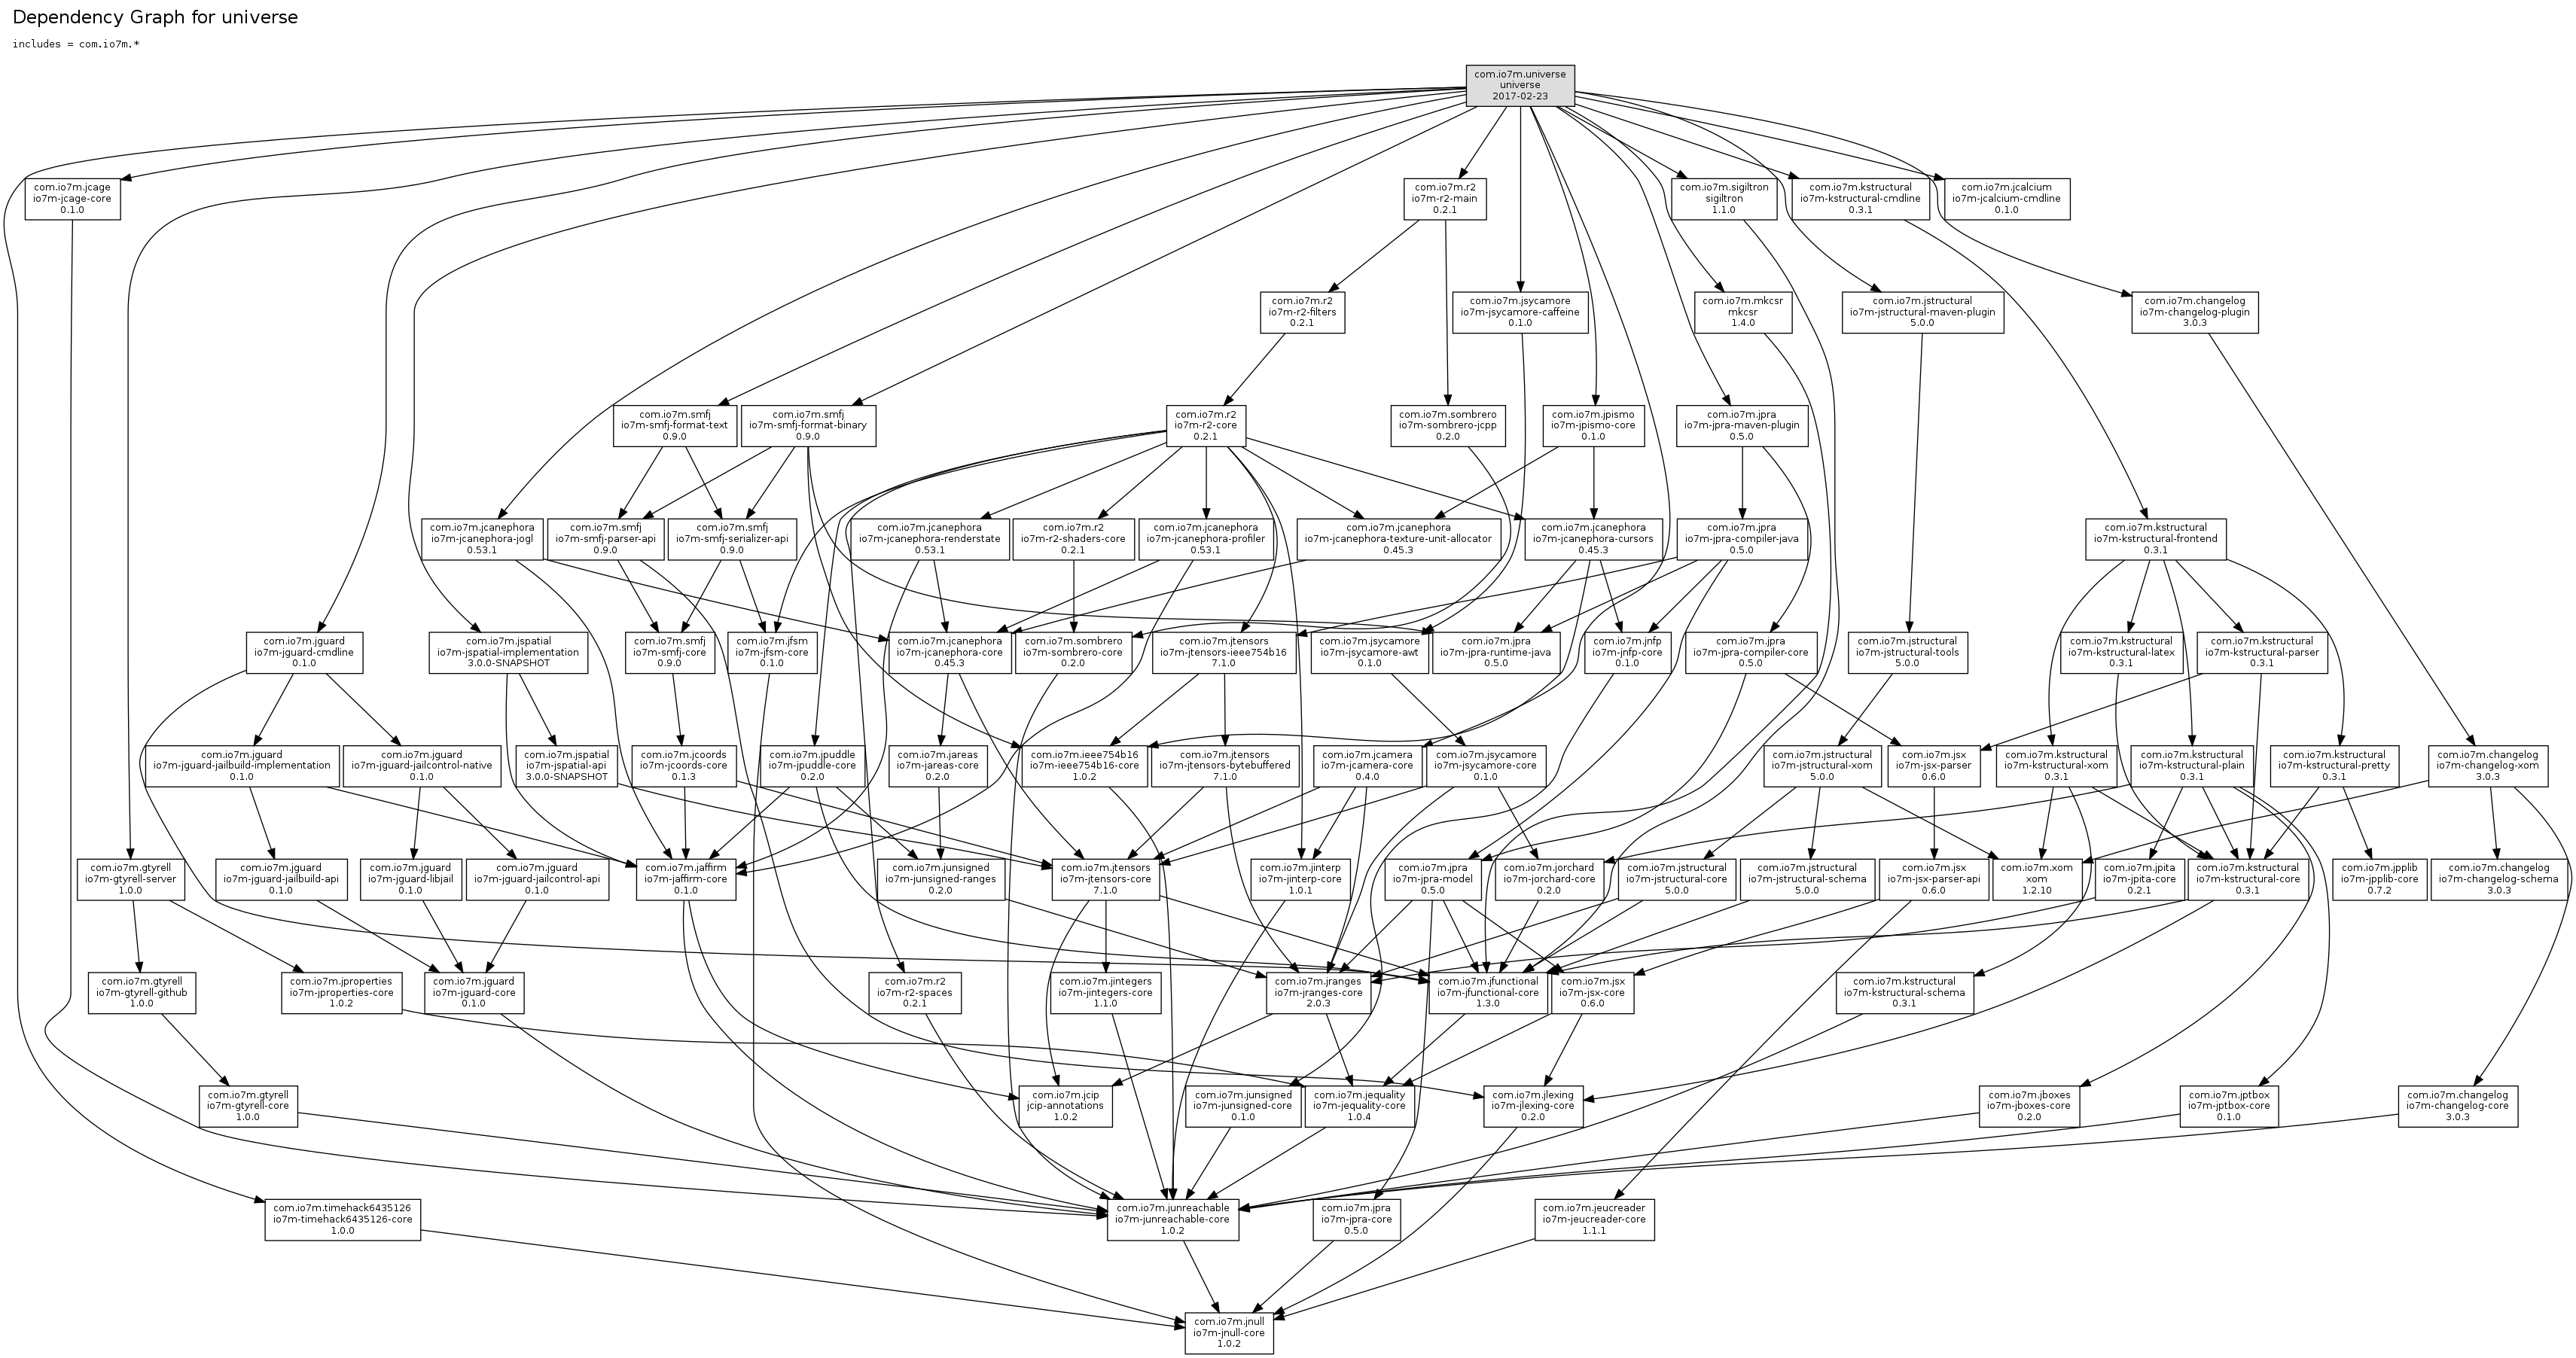 Dependency Graph for universe
includes = com.io7m.*
com.io7m.universe
universe
2017-02-23
com.io7m.jcage
io7m-jcage-core
0.1.0
com.io7m.r2
io7m-r2-main
0.2.1
com.io7m.sigiltron
sigiltron
1.1.0
com.io7m.kstructural
io7m-kstructural-cmdline
0.3.1
com.io7m.jcalcium
io7m-jcalcium-cmdline
0.1.0
com.io7m.r2
io7m-r2-filters
0.2.1
com.io7m.jsycamore
io7m-jsycamore-caffeine
0.1.0
com.io7m.mkcsr
mkcsr
1.4.0
com.io7m.jstructural
io7m-jstructural-maven-plugin
5.0.0
com.io7m.changelog
io7m-changelog-plugin
3.0.3
com.io7m.smfj
io7m-smfj-format-text
0.9.0
com.io7m.smfj
io7m-smfj-format-binary
0.9.0
com.io7m.r2
io7m-r2-core
0.2.1
com.io7m.sombrero
io7m-sombrero-jcpp
0.2.0
com.io7m.jpismo
io7m-jpismo-core
0.1.0
com.io7m.jpra
io7m-jpra-maven-plugin
0.5.0
com.io7m.jcanephora
io7m-jcanephora-jogl
0.53.1
com.io7m.smfj
io7m-smfj-parser-api
0.9.0
com.io7m.smfj
io7m-smfj-serializer-api
0.9.0
com.io7m.jcanephora
io7m-jcanephora-renderstate
0.53.1
com.io7m.r2
io7m-r2-shaders-core
0.2.1
com.io7m.jcanephora
io7m-jcanephora-profiler
0.53.1
com.io7m.jcanephora
io7m-jcanephora-texture-unit-allocator
0.45.3
com.io7m.jcanephora
io7m-jcanephora-cursors
0.45.3
com.io7m.jpra
io7m-jpra-compiler-java
0.5.0
com.io7m.kstructural
io7m-kstructural-frontend
0.3.1
com.io7m.jguard
io7m-jguard-cmdline
0.1.0
com.io7m.jspatial
io7m-jspatial-implementation
3.0.0-SNAPSHOT
com.io7m.smfj
io7m-smfj-core
0.9.0
com.io7m.jfsm
io7m-jfsm-core
0.1.0
com.io7m.jcanephora
io7m-jcanephora-core
0.45.3
com.io7m.sombrero
io7m-sombrero-core
0.2.0
com.io7m.jtensors
io7m-jtensors-ieee754b16
7.1.0
com.io7m.jsycamore
io7m-jsycamore-awt
0.1.0
com.io7m.jpra
io7m-jpra-runtime-java
0.5.0
com.io7m.jnfp
io7m-jnfp-core
0.1.0
com.io7m.jpra
io7m-jpra-compiler-core
0.5.0
com.io7m.jstructural
io7m-jstructural-tools
5.0.0
com.io7m.kstructural
io7m-kstructural-latex
0.3.1
com.io7m.kstructural
io7m-kstructural-parser
0.3.1
com.io7m.jguard
io7m-jguard-jailbuild-implementation
0.1.0
com.io7m.jguard
io7m-jguard-jailcontrol-native
0.1.0
com.io7m.jspatial
io7m-jspatial-api
3.0.0-SNAPSHOT
com.io7m.jcoords
io7m-jcoords-core
0.1.3
com.io7m.jpuddle
io7m-jpuddle-core
0.2.0
com.io7m.jareas
io7m-jareas-core
0.2.0
com.io7m.ieee754b16
io7m-ieee754b16-core
1.0.2
com.io7m.jtensors
io7m-jtensors-bytebuffered
7.1.0
com.io7m.jcamera
io7m-jcamera-core
0.4.0
com.io7m.jsycamore
io7m-jsycamore-core
0.1.0
com.io7m.jstructural
io7m-jstructural-xom
5.0.0
com.io7m.jsx
io7m-jsx-parser
0.6.0
com.io7m.kstructural
io7m-kstructural-xom
0.3.1
com.io7m.kstructural
io7m-kstructural-plain
0.3.1
com.io7m.kstructural
io7m-kstructural-pretty
0.3.1
com.io7m.changelog
io7m-changelog-xom
3.0.3
com.io7m.gtyrell
io7m-gtyrell-server
1.0.0
com.io7m.jguard
io7m-jguard-jailbuild-api
0.1.0
com.io7m.jguard
io7m-jguard-libjail
0.1.0
com.io7m.jguard
io7m-jguard-jailcontrol-api
0.1.0
com.io7m.jaffirm
io7m-jaffirm-core
0.1.0
com.io7m.junsigned
io7m-junsigned-ranges
0.2.0
com.io7m.jtensors
io7m-jtensors-core
7.1.0
com.io7m.jinterp
io7m-jinterp-core
1.0.1
com.io7m.jpra
io7m-jpra-model
0.5.0
com.io7m.jorchard
io7m-jorchard-core
0.2.0
com.io7m.jstructural
io7m-jstructural-core
5.0.0
com.io7m.jstructural
io7m-jstructural-schema
5.0.0
com.io7m.jsx
io7m-jsx-parser-api
0.6.0
com.io7m.xom
xom
1.2.10
com.io7m.jpita
io7m-jpita-core
0.2.1
com.io7m.kstructural
io7m-kstructural-core
0.3.1
com.io7m.jpplib
io7m-jpplib-core
0.7.2
com.io7m.changelog
io7m-changelog-schema
3.0.3
com.io7m.gtyrell
io7m-gtyrell-github
1.0.0
com.io7m.jproperties
io7m-jproperties-core
1.0.2
com.io7m.jguard
io7m-jguard-core
0.1.0
com.io7m.r2
io7m-r2-spaces
0.2.1
com.io7m.jintegers
io7m-jintegers-core
1.1.0
com.io7m.jranges
io7m-jranges-core
2.0.3
com.io7m.jfunctional
io7m-jfunctional-core
1.3.0
com.io7m.jsx
io7m-jsx-core
0.6.0
com.io7m.kstructural
io7m-kstructural-schema
0.3.1
com.io7m.gtyrell
io7m-gtyrell-core
1.0.0
com.io7m.jcip
jcip-annotations
1.0.2
com.io7m.junsigned
io7m-junsigned-core
0.1.0
com.io7m.jequality
io7m-jequality-core
1.0.4
com.io7m.jlexing
io7m-jlexing-core
0.2.0
com.io7m.jboxes
io7m-jboxes-core
0.2.0
com.io7m.jptbox
io7m-jptbox-core
0.1.0
com.io7m.changelog
io7m-changelog-core
3.0.3
com.io7m.timehack6435126
io7m-timehack6435126-core
1.0.0
com.io7m.junreachable
io7m-junreachable-core
1.0.2
com.io7m.jpra
io7m-jpra-core
0.5.0
com.io7m.jeucreader
io7m-jeucreader-core
1.1.1
com.io7m.jnull
io7m-jnull-core
1.0.2